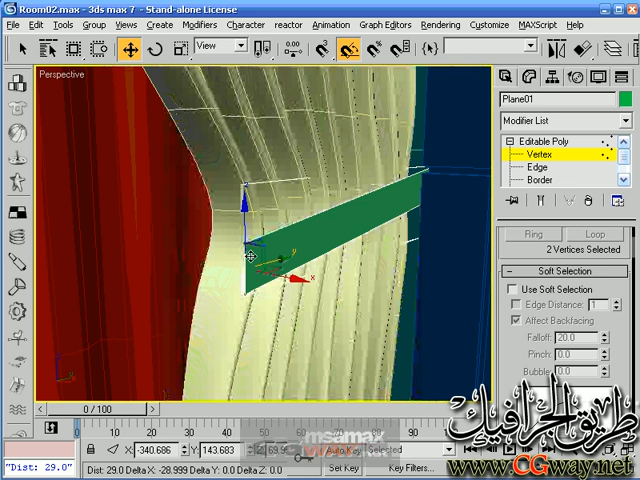 Room02.max - 3ds max 7 - Stand-alone License
File Edit Tools Group Views Create Modifiers Character reactor Animation Graph Editors Rendering Customize MAXScript Help
View
Perspective
z
y
x
Plane01
Modifier List
Editable Poly
Vertex
Edge
Border
Ring Loop
2 Vertices Selected
Soft Selection
Use Soft Selection
Edge Distance: 1
Affect Backfacing
Falloff: 20.0
Pinch: 0.0
Bubble: 0.0
0 / 100
0 10 20 30 40 50 60 70 80 90
X: -340.686 Y: 143.683
Auto Key Selected
Set Key Key Filters...
"Dist: 29.0"
Dist: 29.0 Delta X: -28.999 Delta Y: 0.0 Delta Z: 0.0
msamax
طريق الجرافيك
www.CGway.net